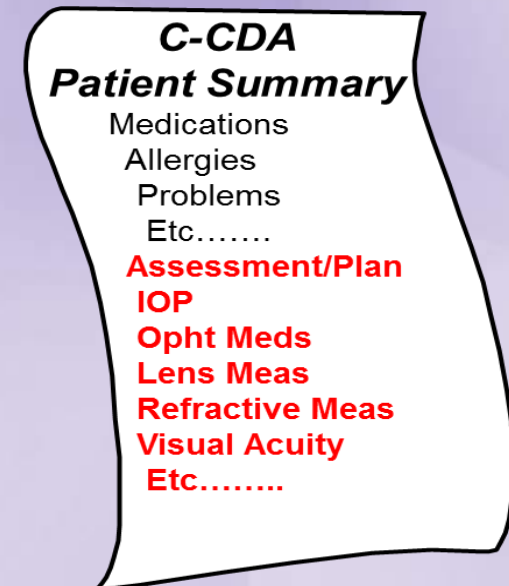 C-CDA
Patient Summary
Medications
Allergies
Problems
Etc…….
Assessment/Plan
IOP
Opht Meds
Lens Meas
Refractive Meas
Visual Acuity
Etc……..